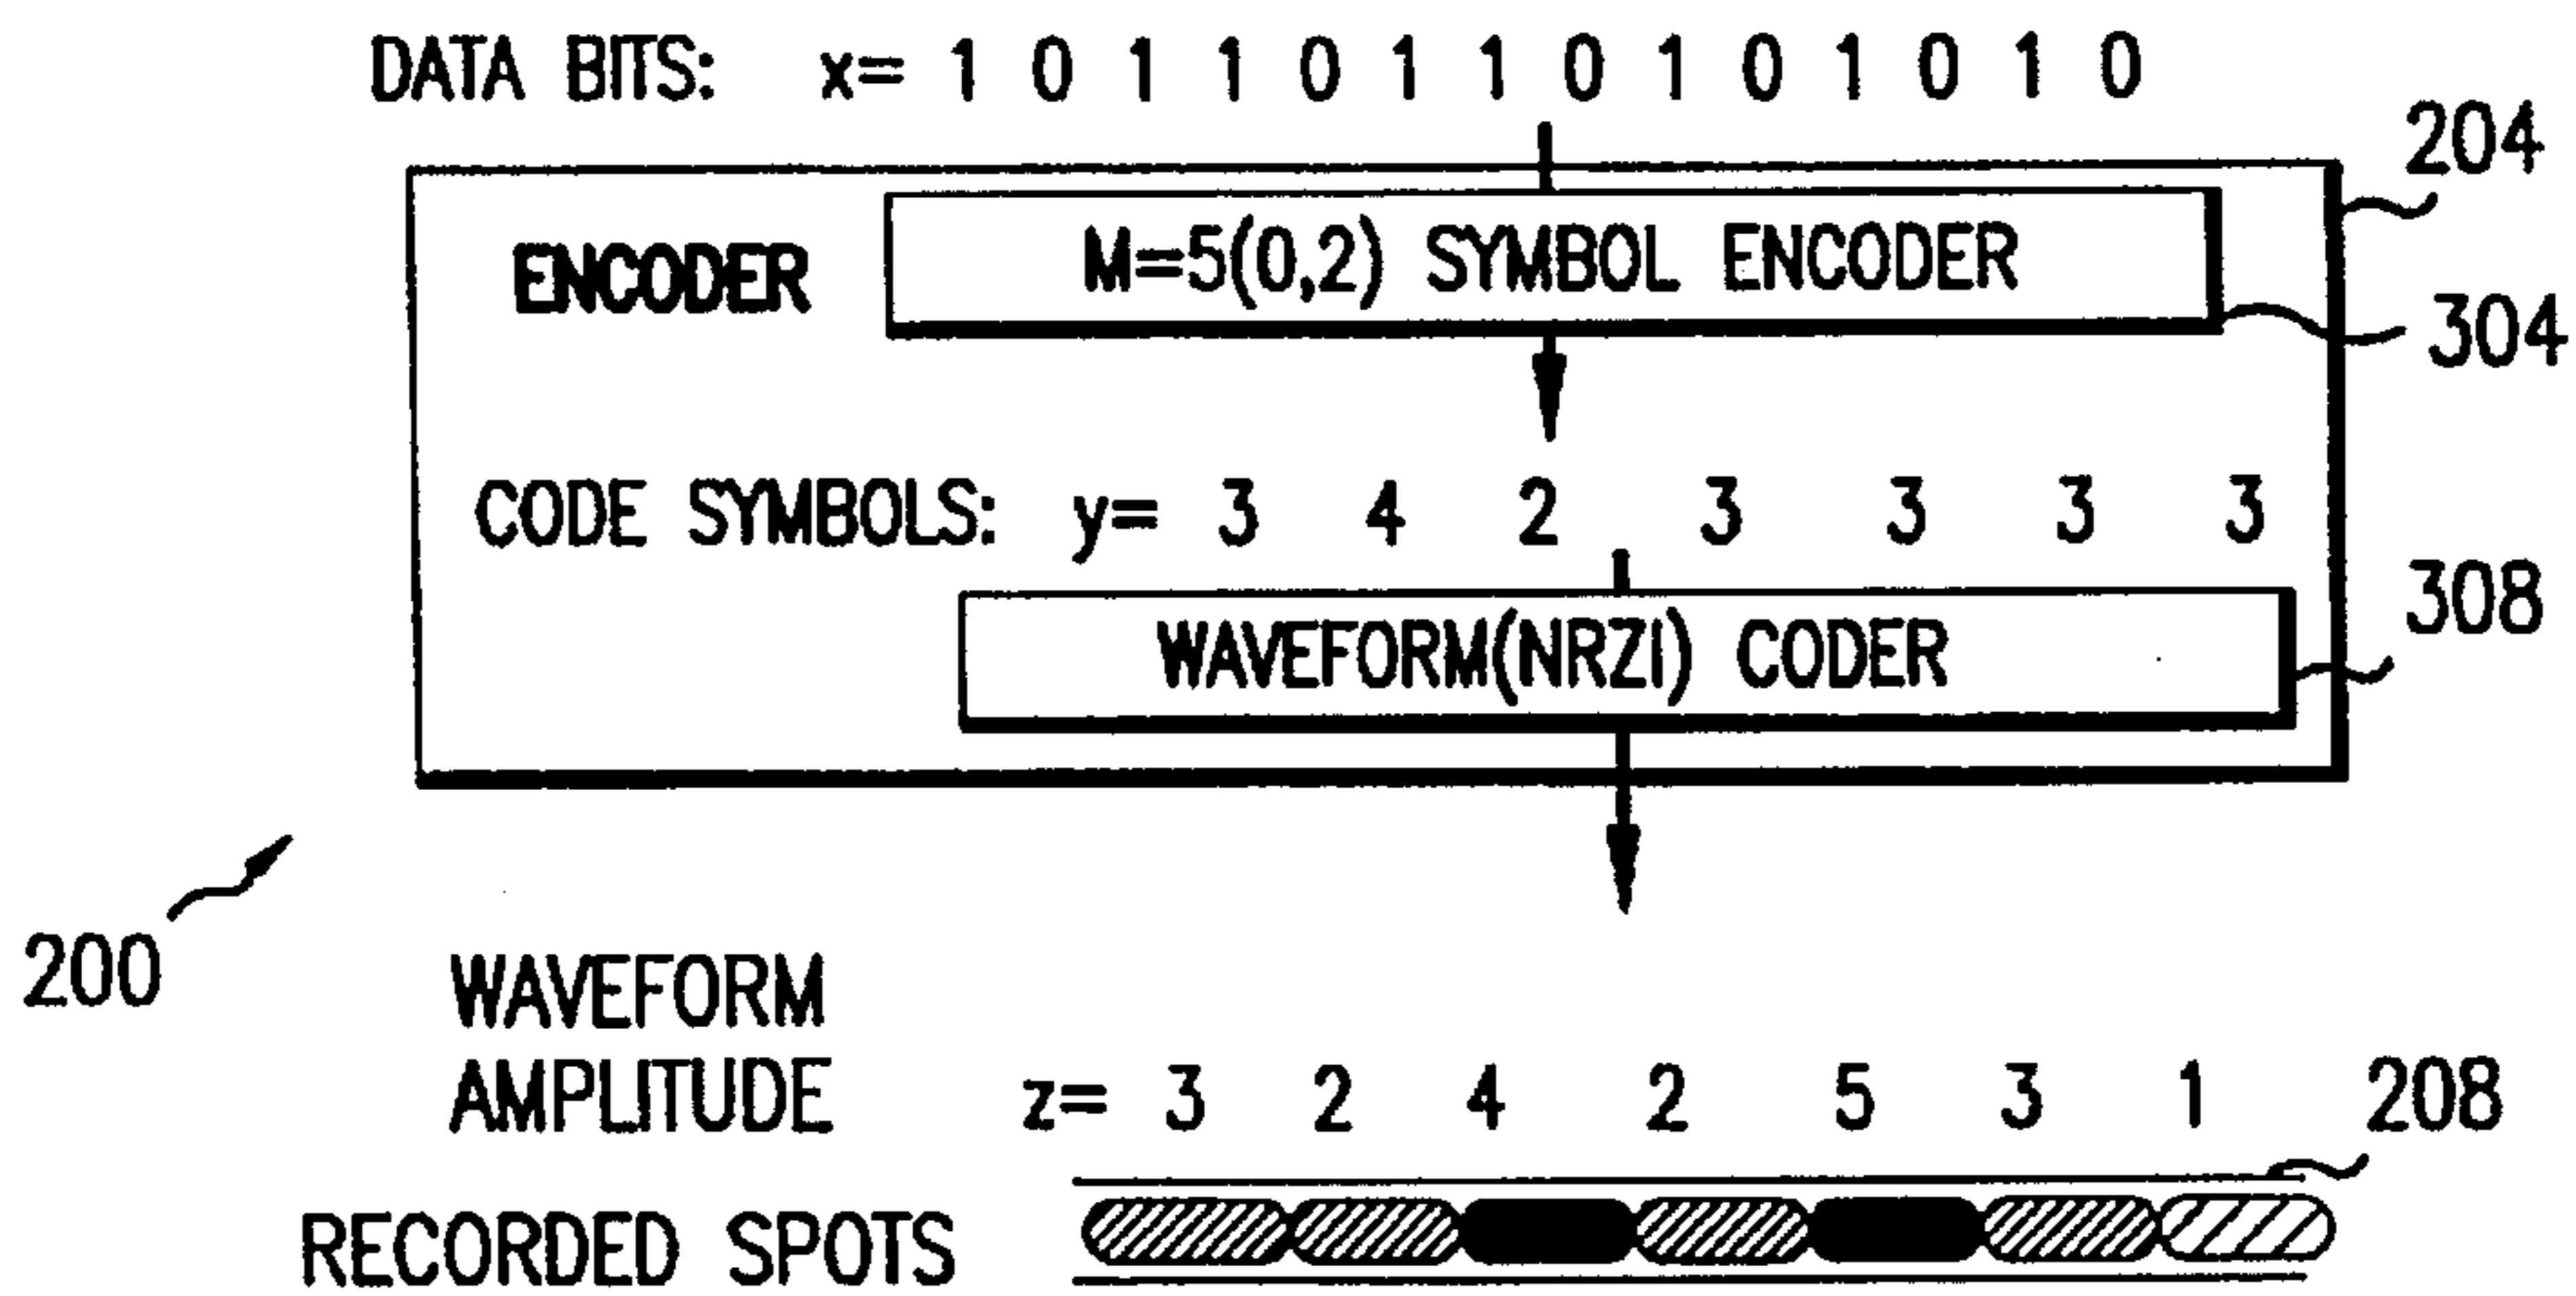 DATA BITS: x= 1 0 1 1 0 1 1 0 1 0 1 0 1 0
204
ENCODER
M=5(0,2) SYMBOL ENCODER
304
CODE SYMBOLS: y= 3 4 2 3 3 3 3
308
WAVEFORM(NRZI) CODER
200
WAVEFORM
AMPLITUDE z= 3 2 4 2 5 3 1
208
RECORDED SPOTS